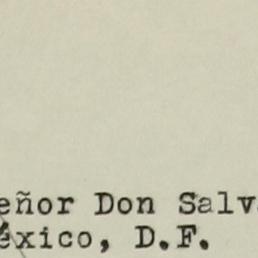 eñor Don Salv
éxico, D.F.